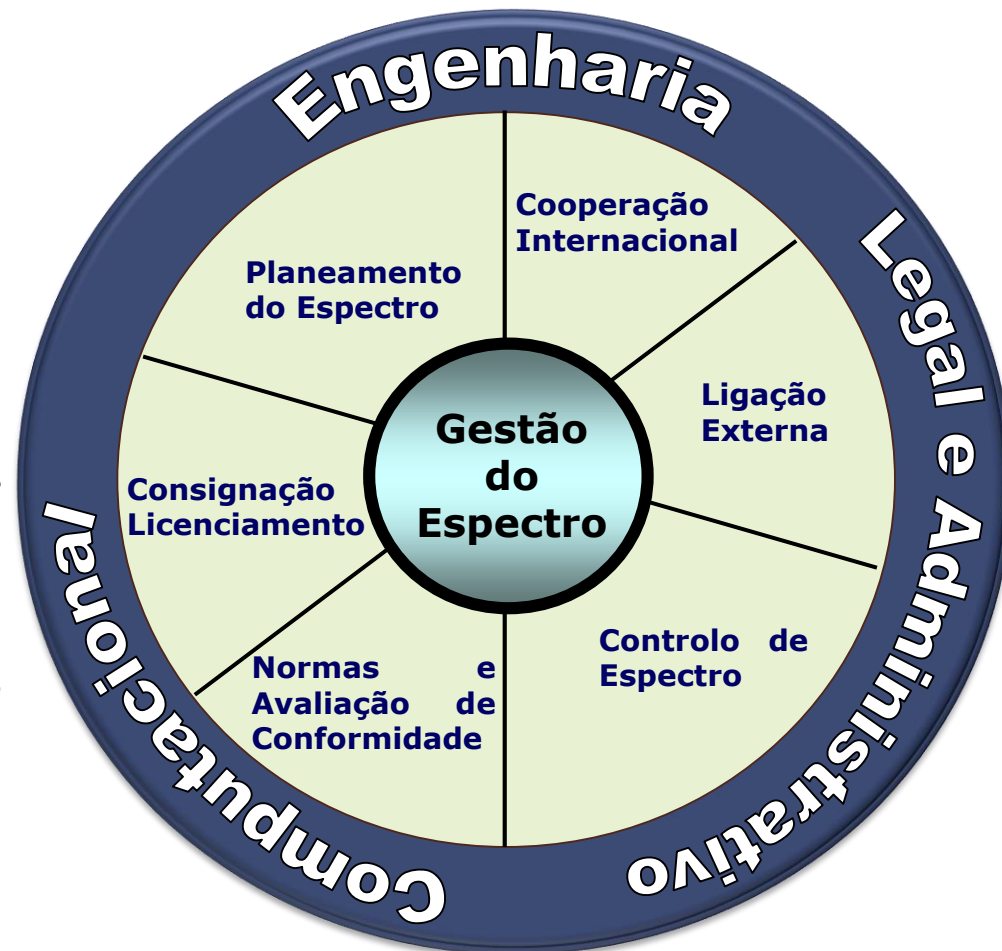 Engenharia
Cooperação
Internacional
Planeamento
do Espectro
Legal e Administrativo
Ligação
Externa
Gestão
do
Espectro
Consignação
Licenciamento
Controlo de
Espectro
Normas e
Avaliação de
Conformidade
Computacional